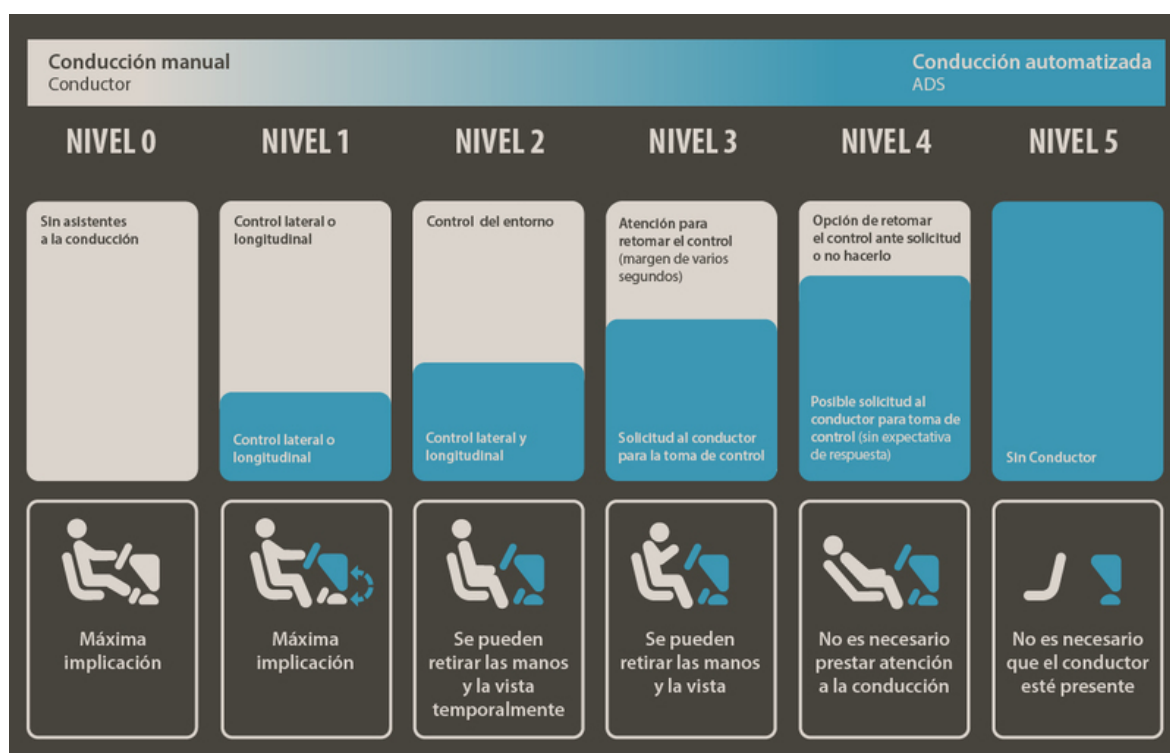 Conducción manual
Conductor
Conducción automatizada
ADS
NIVEL 0
NIVEL 1
NIVEL 2
NIVEL 3
NIVEL 4
NIVEL 5
Sin asistentes
a la conducción
Control lateral o
longitudinal
Control lateral o
longitudinal
Control del entorno
Control lateral y
longitudinal
Atención para
retomar el control
(margen de varios
segundos)
Solicitud al conductor
para la toma de control
Opción de retomar
el control ante solicitud
o no hacerlo
Posible solicitud al
conductor para toma de
control (sin expectativa
de respuesta)
Sin Conductor
Máxima
implicación
Máxima
implicación
Se pueden
retirar las manos
y la vista
temporalmente
Se pueden
retirar las manos
y la vista
No es necesario
prestar atención
a la conducción
No es necesario
que el conductor
esté presente